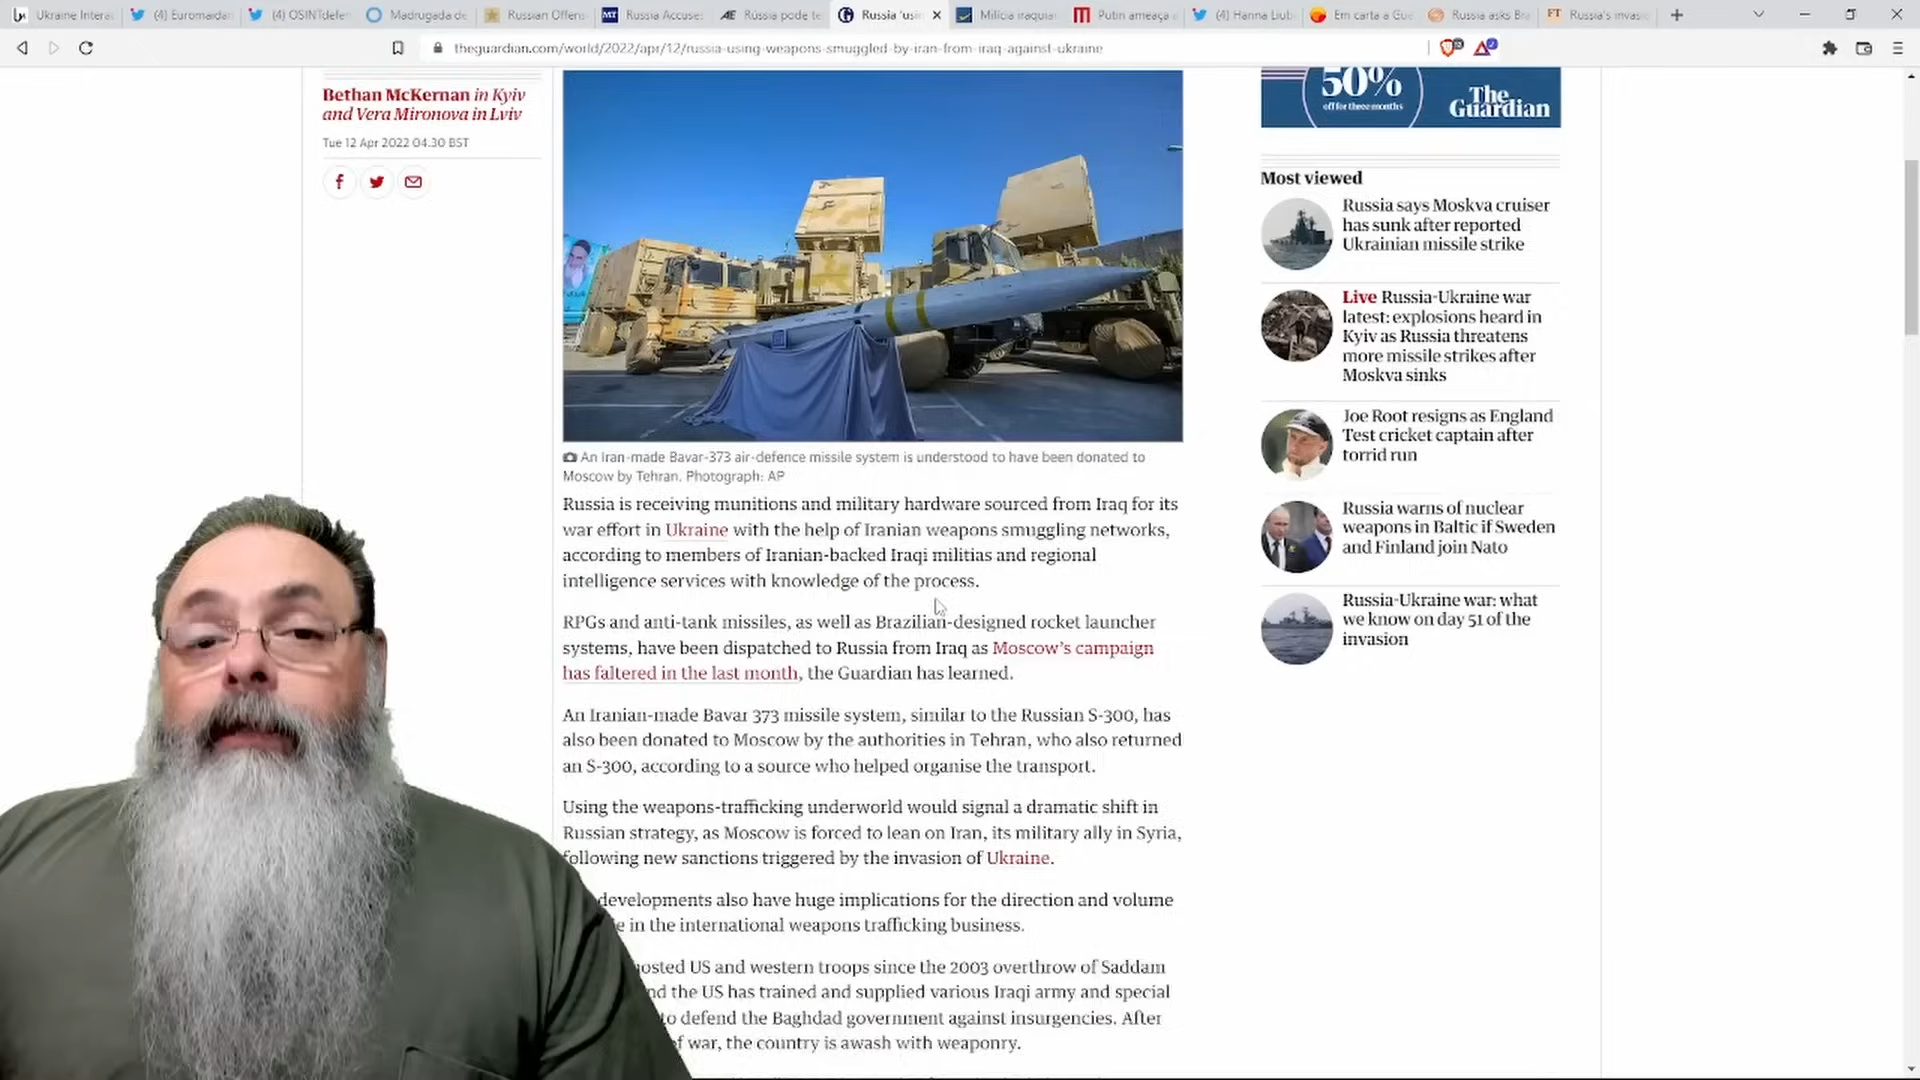 Ukraine Intera
(4) Euromaidan
(4) OSINTdefen
Madrugada de
Russian Offens
Russia Accuse
Rússia pode te
Russia 'usin
Milícia iraquian
Putin ameaça
(4) Hanna Liub
Em carta a Gue
Russia asks Bra
Russia's invasi
theguardian.com/world/2022/apr/12/russia-using-weapons-smuggled-by-iran-from-iraq-against-ukraine
Bethan McKernan in Kyiv
and Vera Mironova in Lviv
Tue 12 Apr 2022 04.30 BST
An Iran-made Bavar-373 air-defence missile system is understood to have been donated to
Moscow by Tehran. Photograph: AP
Russia is receiving munitions and military hardware sourced from Iraq for its
war effort in Ukraine with the help of Iranian weapons smuggling networks,
according to members of Iranian-backed Iraqi militias and regional
intelligence services with knowledge of the process.
RPGs and anti-tank missiles, as well as Brazilian-designed rocket launcher
systems, have been dispatched to Russia from Iraq as Moscow's campaign
has faltered in the last month, the Guardian has learned.
An Iranian-made Bavar 373 missile system, similar to the Russian S-300, has
also been donated to Moscow by the authorities in Tehran, who also returned
an S-300, according to a source who helped organise the transport.
Using the weapons-trafficking underworld would signal a dramatic shift in
Russian strategy, as Moscow is forced to lean on Iran, its military ally in Syria,
following new sanctions triggered by the invasion of Ukraine.
developments also have huge implications for the direction and volume
e in the international weapons trafficking business.
hosted US and western troops since the 2003 overthrow of Saddam
nd the US has trained and supplied various Iraqi army and special
to defend the Baghdad government against insurgencies. After
f war, the country is awash with weaponry.
50%
off for three months
The
Guardian
Most viewed
Russia says Moskva cruiser
has sunk after reported
Ukrainian missile strike
Live Russia-Ukraine war
latest: explosions heard in
Kyiv as Russia threatens
more missile strikes after
Moskva sinks
Joe Root resigns as England
Test cricket captain after
torrid run
Russia warns of nuclear
weapons in Baltic if Sweden
and Finland join Nato
Russia-Ukraine war: what
we know on day 51 of the
invasion